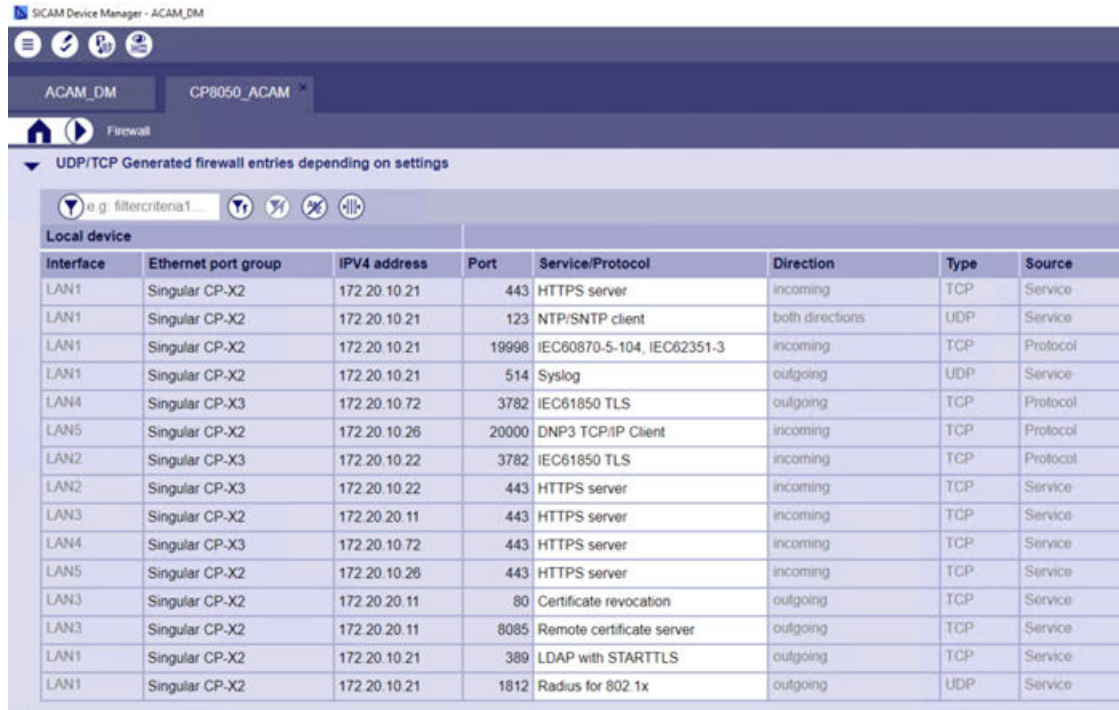 SICAM Device Manager - ACAM_DM
ACAM_DM CP8050_ACAM ×
Firewall
UDP/TCP Generated firewall entries depending on settings
e.g: filtercriteria1...
Local device
Interface Ethernet port group IPV4 address Port Service/Protocol Direction Type Source
LAN1 Singular CP-X2 172.20.10.21 443 HTTPS server incoming TCP Service
LAN1 Singular CP-X2 172.20.10.21 123 NTP/SNTP client both directions UDP Service
LAN1 Singular CP-X2 172.20.10.21 19998 IEC60870-5-104, IEC62351-3 incoming TCP Protocol
LAN1 Singular CP-X2 172.20.10.21 514 Syslog outgoing UDP Service
LAN4 Singular CP-X3 172.20.10.72 3782 IEC61850 TLS outgoing TCP Protocol
LAN5 Singular CP-X2 172.20.10.26 20000 DNP3 TCP/IP Client incoming TCP Protocol
LAN2 Singular CP-X3 172.20.10.22 3782 IEC61850 TLS incoming TCP Protocol
LAN2 Singular CP-X3 172.20.10.22 443 HTTPS server incoming TCP Service
LAN3 Singular CP-X2 172.20.20.11 443 HTTPS server incoming TCP Service
LAN4 Singular CP-X3 172.20.10.72 443 HTTPS server incoming TCP Service
LAN5 Singular CP-X2 172.20.10.26 443 HTTPS server incoming TCP Service
LAN3 Singular CP-X2 172.20.20.11 80 Certificate revocation outgoing TCP Service
LAN3 Singular CP-X2 172.20.20.11 8085 Remote certificate server outgoing TCP Service
LAN1 Singular CP-X2 172.20.10.21 389 LDAP with STARTTLS outgoing TCP Service
LAN1 Singular CP-X2 172.20.10.21 1812 Radius for 802.1x outgoing UDP Service